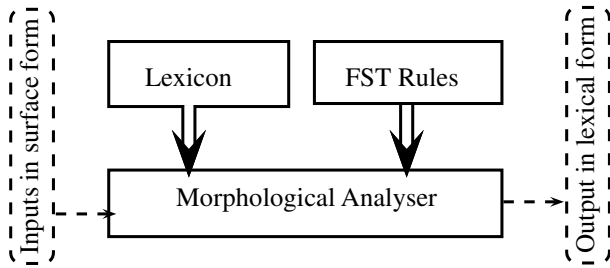 Inputs in surface form
Lexicon
FST Rules
Morphological Analyser
Output in lexical form